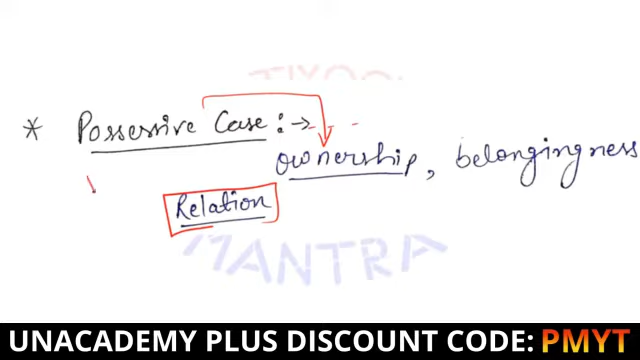 * Possessive Case :→
ownership, belongingness
Relation
MANTRA
UNACADEMY PLUS DISCOUNT CODE: PMYT